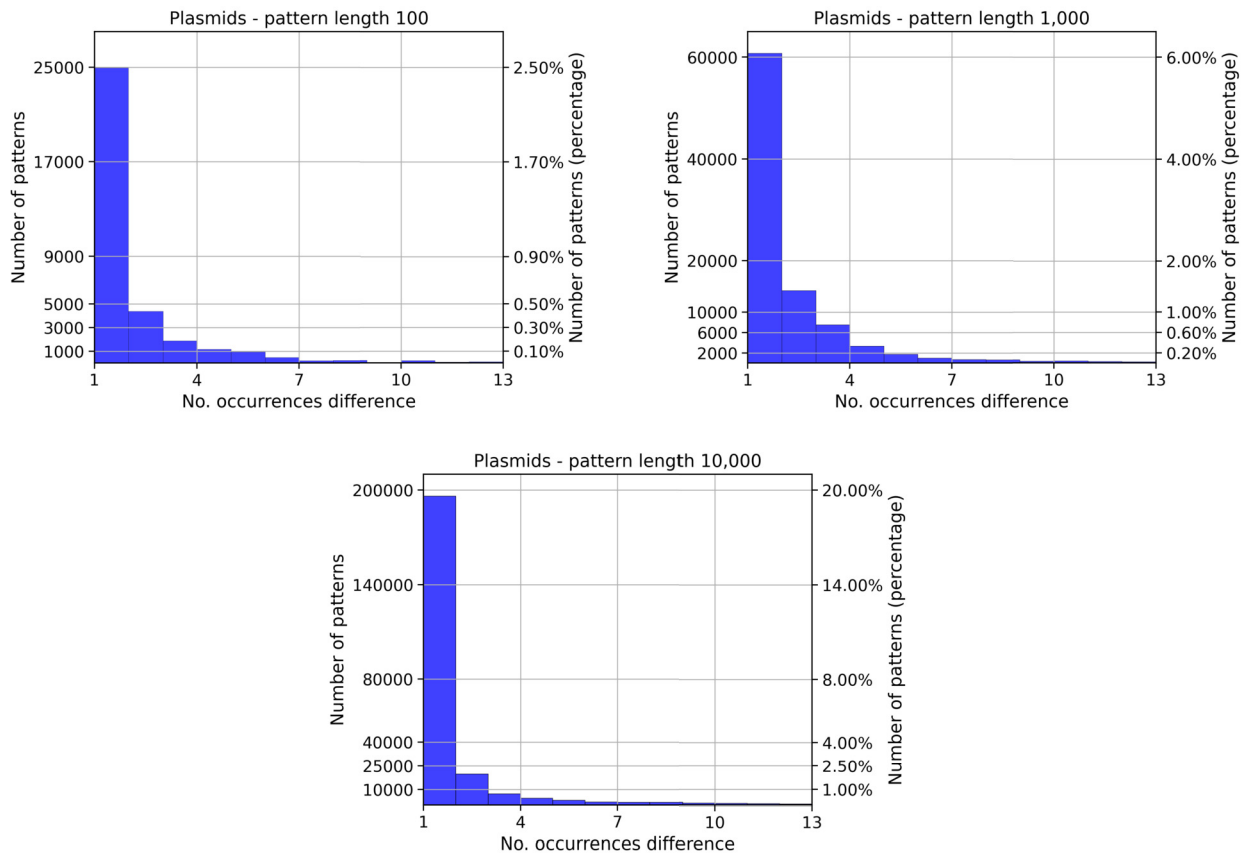 Plasmids - pattern length 100
25000
17000
9000
5000
3000
1000
2.50%
1.70%
0.90%
0.50%
0.30%
0.10%
1 4 7 10 13
Number of patterns
Number of patterns (percentage)
No. occurrences difference
Plasmids - pattern length 1,000
60000
40000
20000
10000
6000
2000
6.00%
4.00%
2.00%
1.00%
0.60%
0.20%
1 4 7 10 13
Number of patterns
Number of patterns (percentage)
No. occurrences difference
Plasmids - pattern length 10,000
200000
140000
80000
40000
25000
10000
20.00%
14.00%
8.00%
4.00%
2.50%
1.00%
1 4 7 10 13
Number of patterns
Number of patterns (percentage)
No. occurrences difference